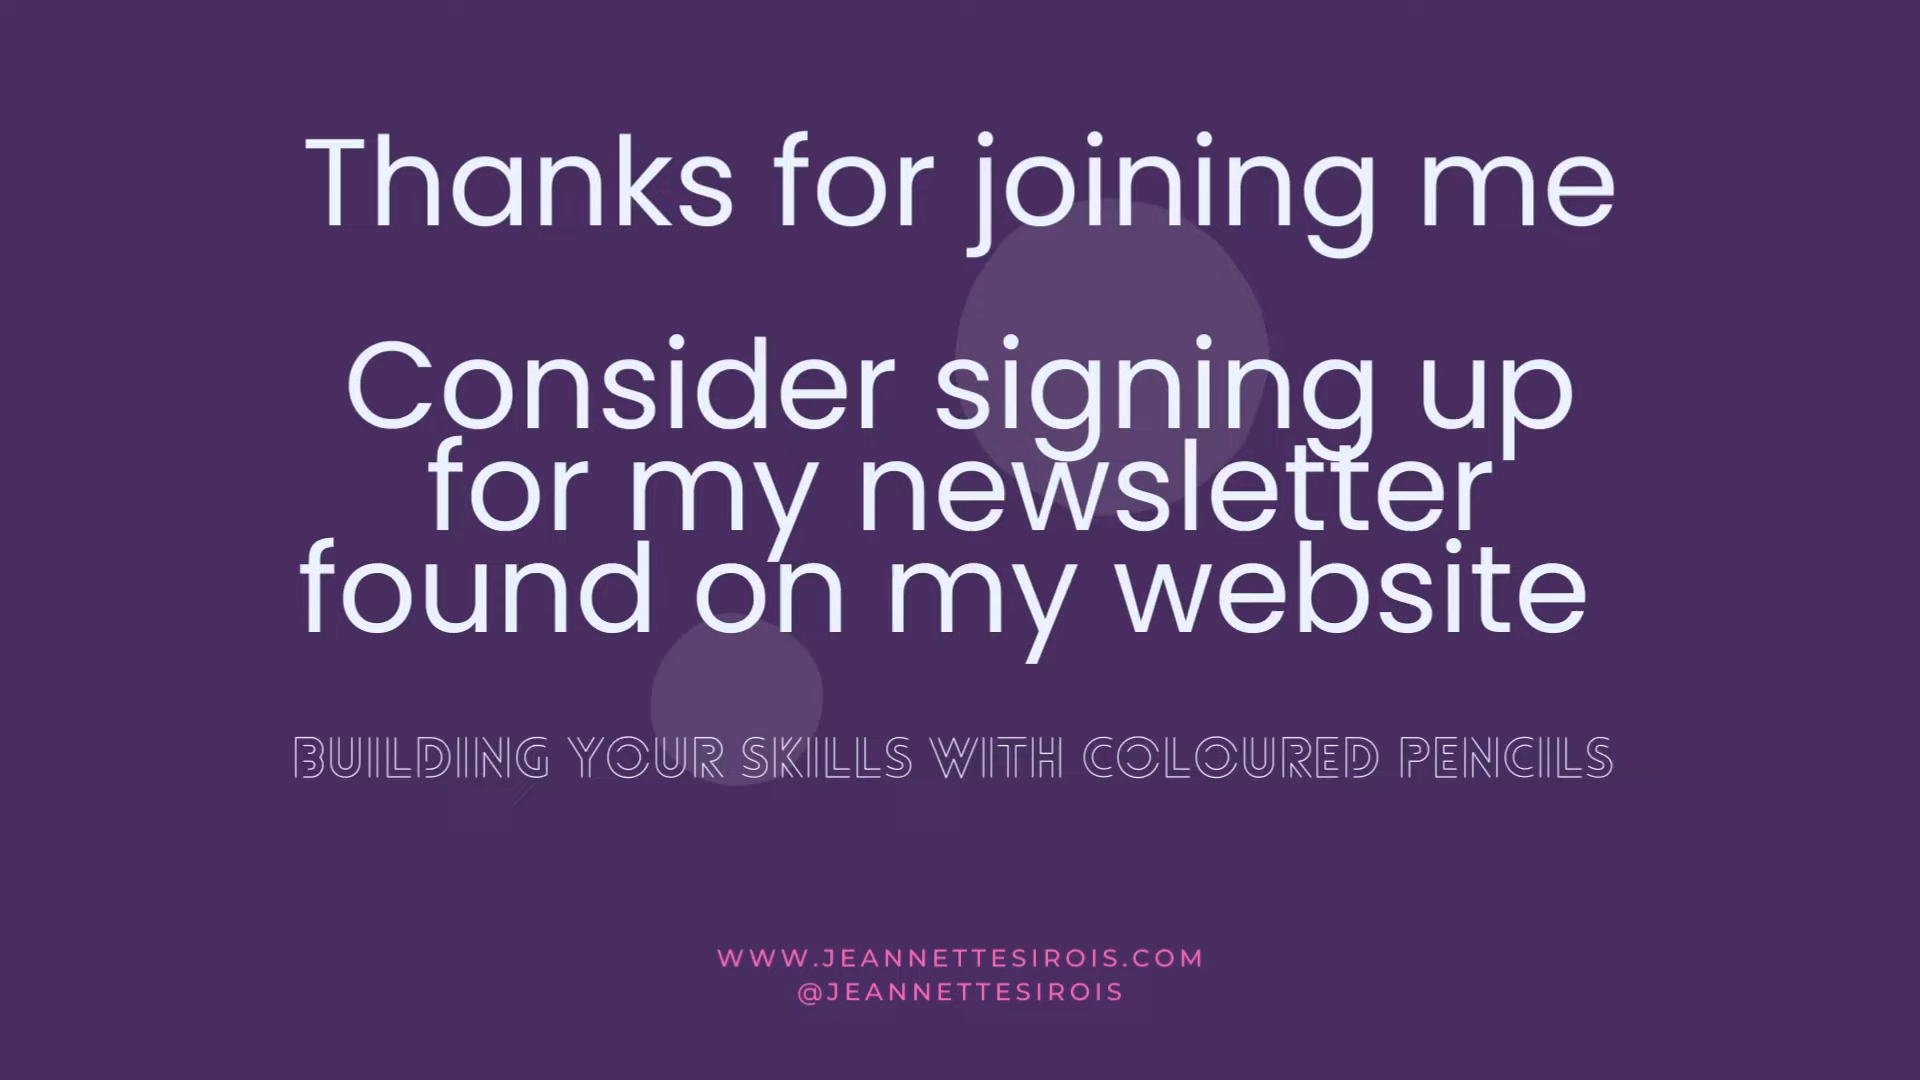 Thanks for joining me
Consider signing up
for my newsletter
found on my website
BUILDING YOUR SKILLS WITH COLOURED PENCILS
WWW.JEANNETTESIROIS.COM
@JEANNETTESIROIS